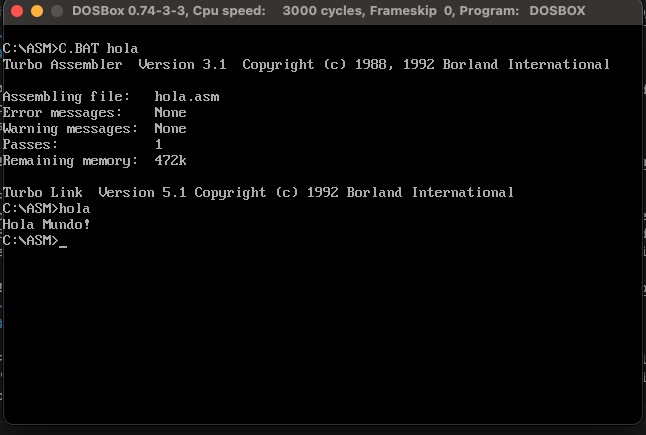 DOSBox 0.74-3-3, Cpu speed:    3000 cycles, Frameskip  0, Program:   DOSBOX
C:\ASM>C.BAT hola
Turbo Assembler  Version 3.1  Copyright (c) 1988, 1992 Borland International
Assembling file:   hola.asm
Error messages:    None
Warning messages:  None
Passes:            1
Remaining memory:  472k
Turbo Link  Version 5.1 Copyright (c) 1992 Borland International
C:\ASM>hola
Hola Mundo!
C:\ASM>_